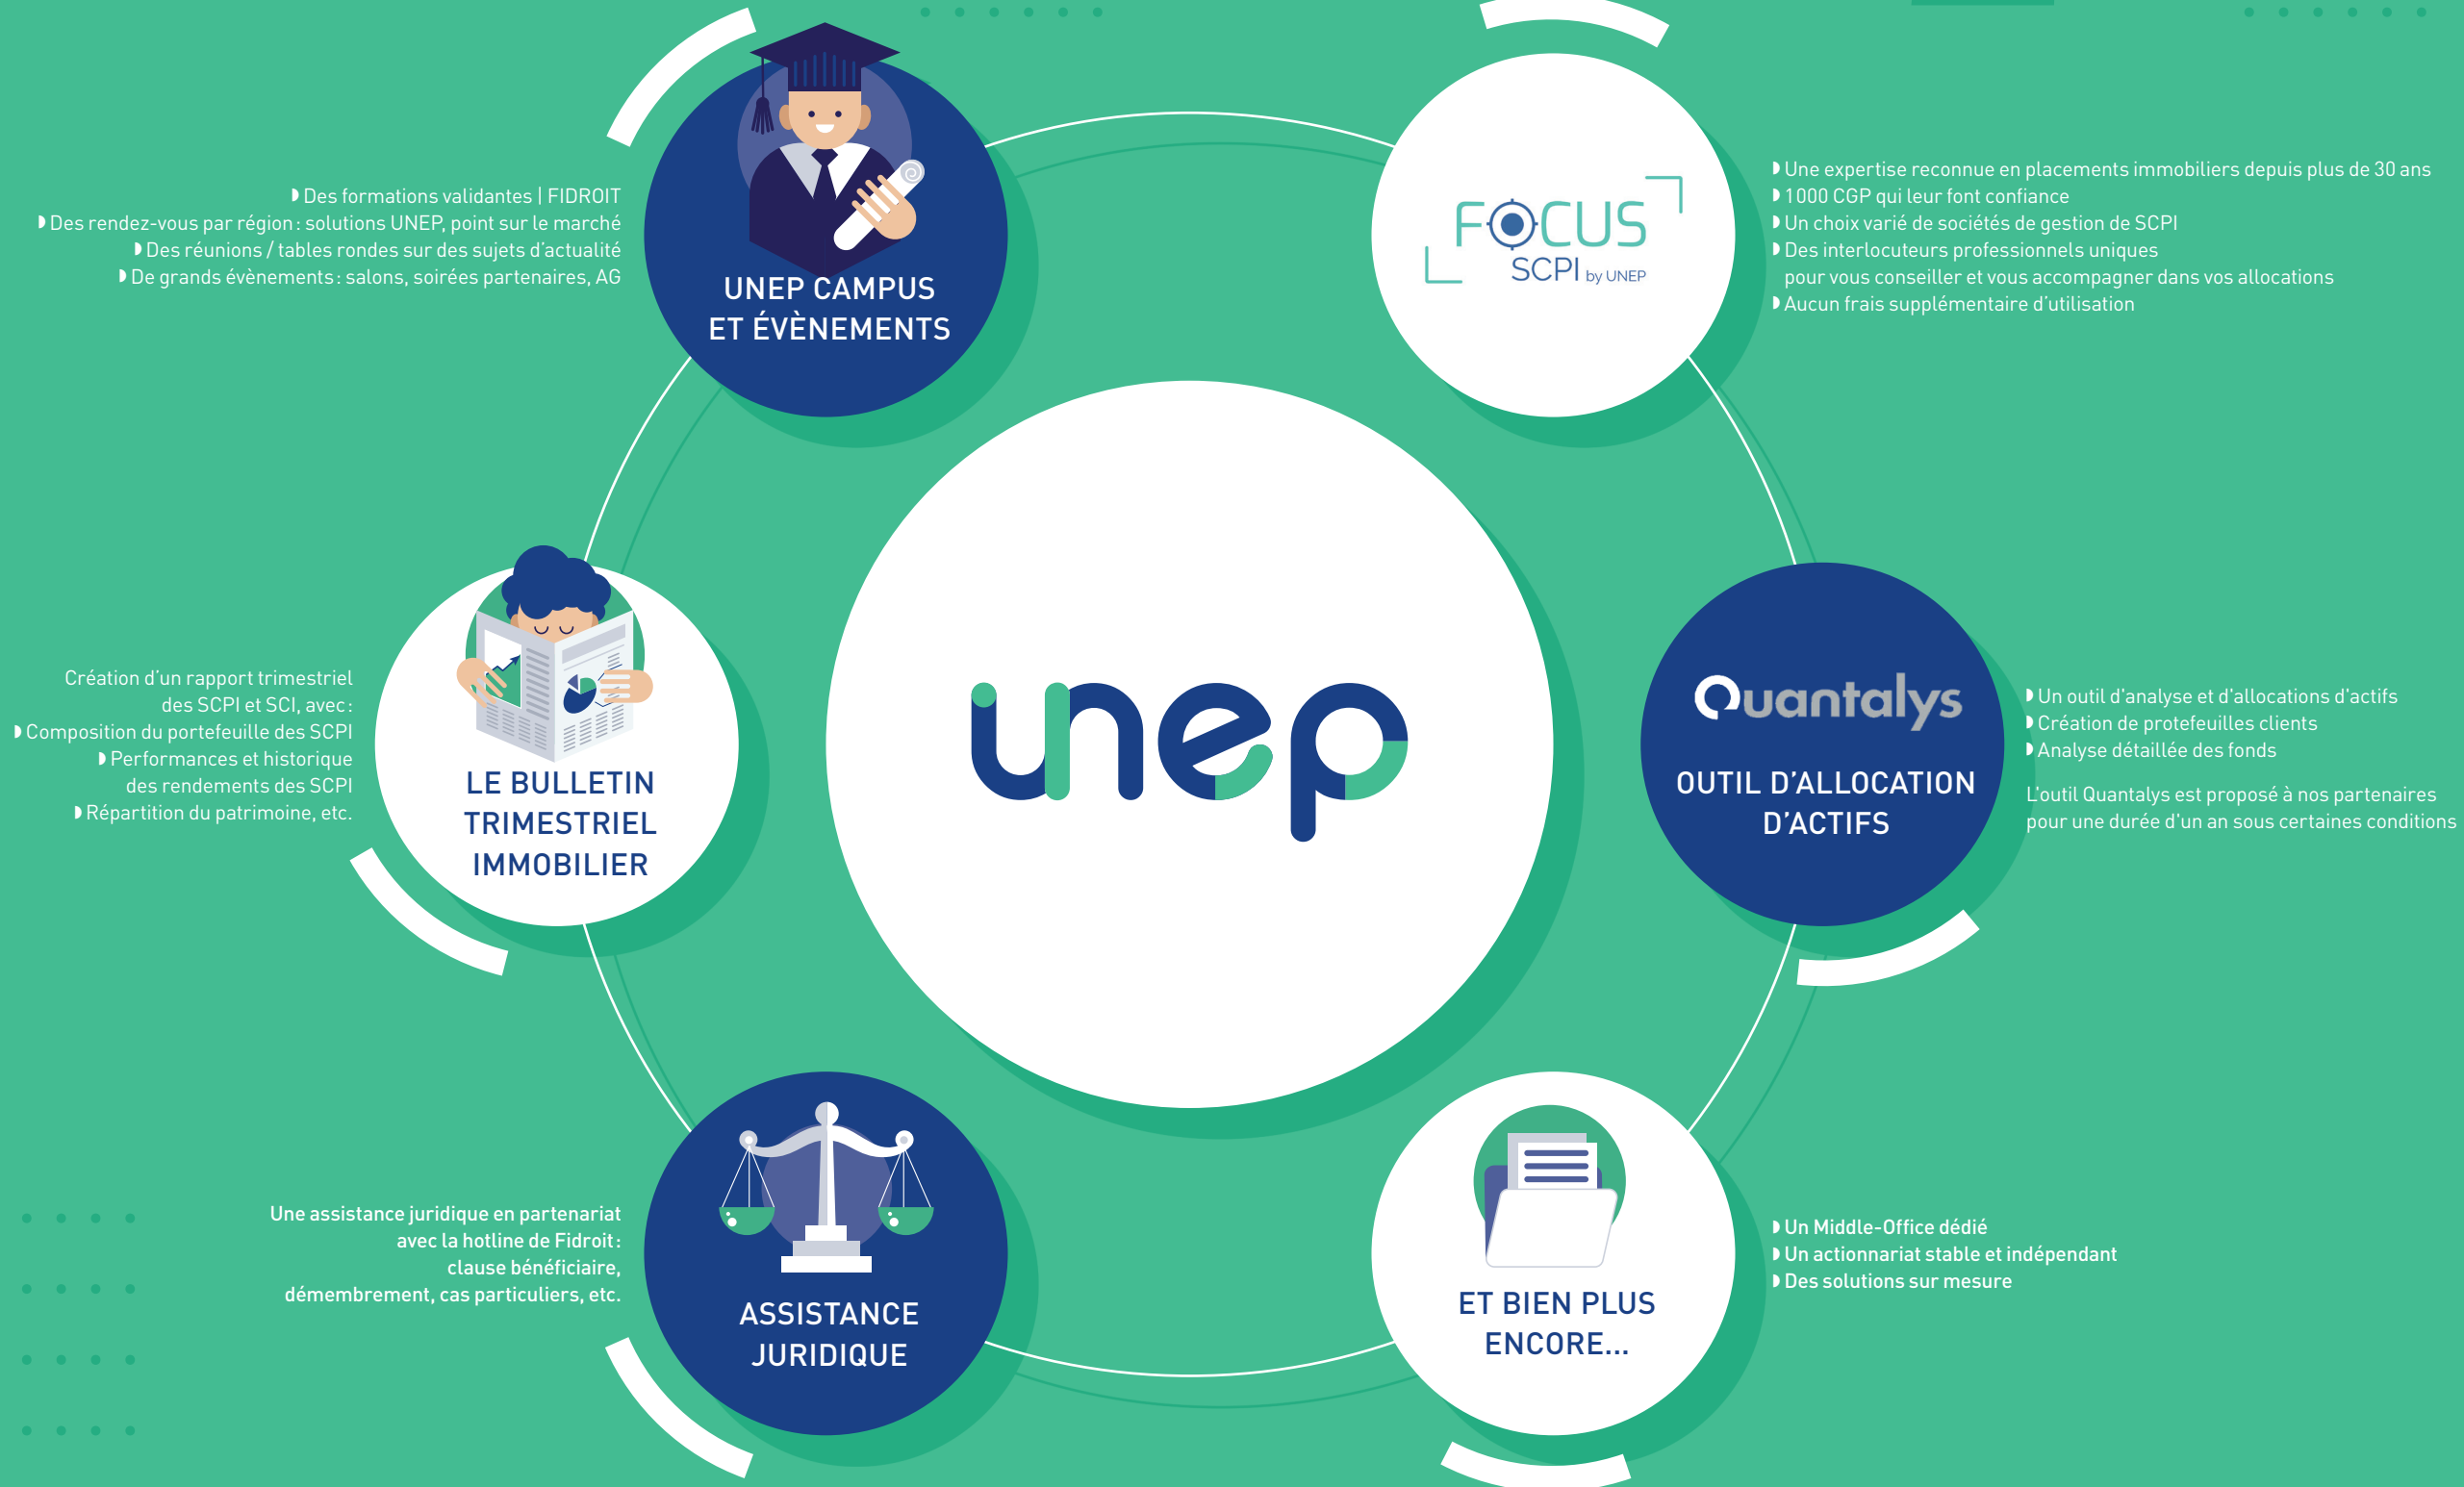 Des formations validantes | FIDROIT
Des rendez-vous par région : solutions UNEP, point sur le marché
Des réunions / tables rondes sur des sujets d'actualité
De grands évènements : salons, soirées partenaires, AG
UNEP CAMPUS
ET ÉVÈNEMENTS
FOCUS
SCPI by UNEP
Une expertise reconnue en placements immobiliers depuis plus de 30 ans
1000 CGP qui leur font confiance
Un choix varié de sociétés de gestion de SCPI
Des interlocuteurs professionnels uniques
pour vous conseiller et vous accompagner dans vos allocations
Aucun frais supplémentaire d'utilisation
Création d'un rapport trimestriel
des SCPI et SCI, avec :
Composition du portefeuille des SCPI
Performances et historique
des rendements des SCPI
Répartition du patrimoine, etc.
LE BULLETIN
TRIMESTRIEL
IMMOBILIER
unep
Quantalys
OUTIL D'ALLOCATION
D'ACTIFS
Un outil d'analyse et d'allocations d'actifs
Création de protefeuilles clients
Analyse détaillée des fonds
L'outil Quantalys est proposé à nos partenaires
pour une durée d'un an sous certaines conditions
Une assistance juridique en partenariat
avec la hotline de Fidroit :
clause bénéficiaire,
démembrement, cas particuliers, etc.
ASSISTANCE
JURIDIQUE
ET BIEN PLUS
ENCORE...
Un Middle-Office dédié
Un actionnariat stable et indépendant
Des solutions sur mesure